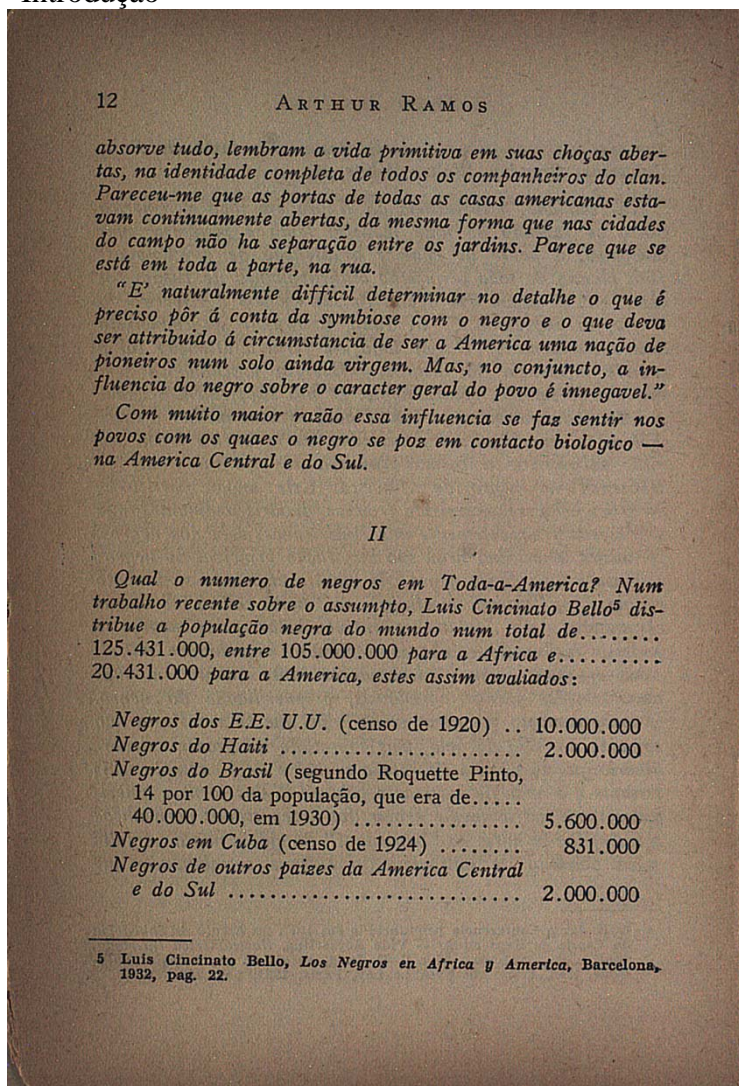 Introdução
12 ARTHUR RAMOS
absorve tudo, lembram a vida primitiva em suas choças aber-
tas, na identidade completa de todos os companheiros do clan.
Pareceu-me que as portas de todas as casas americanas esta-
vam continuamente abertas, da mesma forma que nas cidades
do campo não ha separação entre os jardins. Parece que se
está em toda a parte, na rua.
"E' naturalmente difficil determinar no detalhe o que é
preciso pôr á conta da symbiose com o negro e o que deva
ser attribuido á circumstancia de ser a America uma nação de
pioneiros num solo ainda virgem. Mas, no conjuncto, a in-
fluencia do negro sobre o caracter geral do povo é innegavel."
Com muito maior razão essa influencia se faz sentir nos
povos com os quaes o negro se poz em contacto biologico —
na America Central e do Sul.
II
Qual o numero de negros em Toda-a-America? Num
trabalho recente sobre o assumpto, Luis Cincinato Bello⁵ dis-
tribue a população negra do mundo num total de........
125.431.000, entre 105.000.000 para a Africa e..........
20.431.000 para a America, estes assim avaliados:
Negros dos E.E. U.U. (censo de 1920) .. 10.000.000
Negros do Haiti ....................... 2.000.000
Negros do Brasil (segundo Roquette Pinto,
14 por 100 da população, que era de.....
40.000.000, em 1930) ................ 5.600.000
Negros em Cuba (censo de 1924) ........ 831.000
Negros de outros paizes da America Central
e do Sul ............................ 2.000.000
5 Luis Cincinato Bello, Los Negros en Africa y America, Barcelona,
1932, pag. 22.